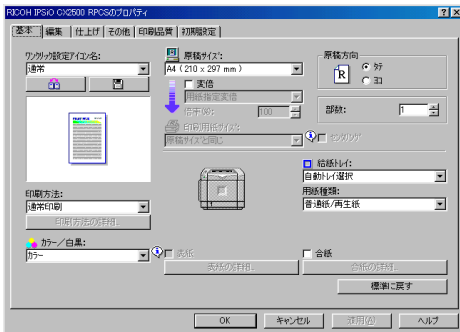 RICOH IPSiO CX2500 RPCSのプロパティ
基本 編集 仕上げ その他 印刷品質 初期設定
ワンクリック設定アイコン名:
通常
原稿サイズ:
A4 ( 210 x 297 mm )
変倍
用紙指定変倍
倍率(%): 100
印刷用紙サイズ:
原稿サイズと同じ
原稿方向
R
タテ
ヨコ
部数: 1
印刷方法:
通常印刷
印刷方法の詳細...
カラー/白黒:
カラー
給紙トレイ:
自動トレイ選択
用紙種類:
普通紙/再生紙
表紙
表紙の詳細...
合紙
合紙の詳細...
標準に戻す
OK キャンセル 適用(A) ヘルプ